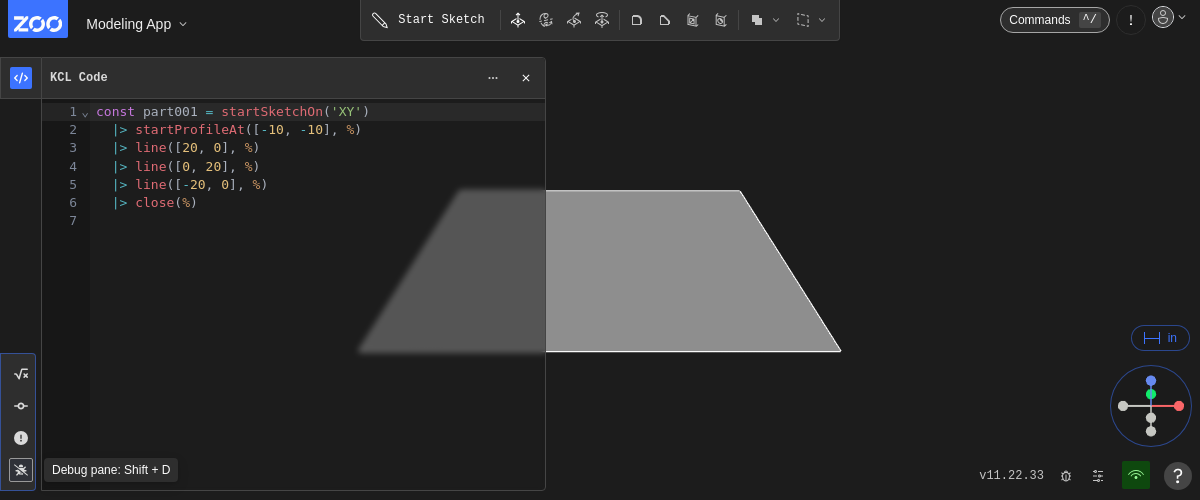 ZOO
Modeling App
Start Sketch
Commands ^/
!
KCL Code
1 const part001 = startSketchOn('XY')
2 |> startProfileAt([-10, -10], %)
3 |> line([20, 0], %)
4 |> line([0, 20], %)
5 |> line([-20, 0], %)
6 |> close(%)
7
in
Debug pane: Shift + D
v11.22.33
?